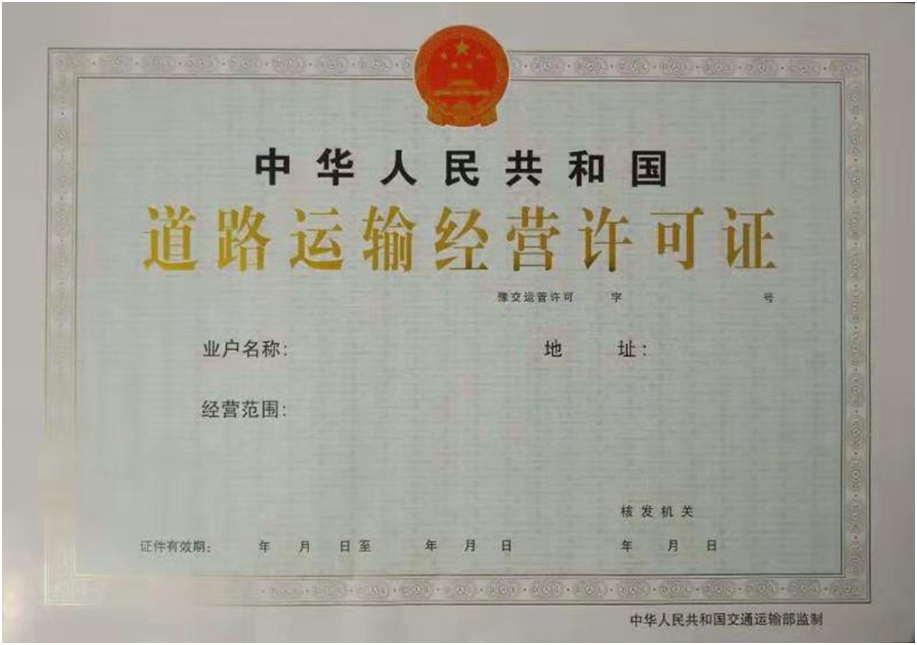 中华人民共和国
道路运输经营许可证
豫交运管许可 字 号
业户名称: 地 址:
经营范围:
核发机关
证件有效期: 年 月 日至 年 月 日 年 月 日
中华人民共和国交通运输部监制